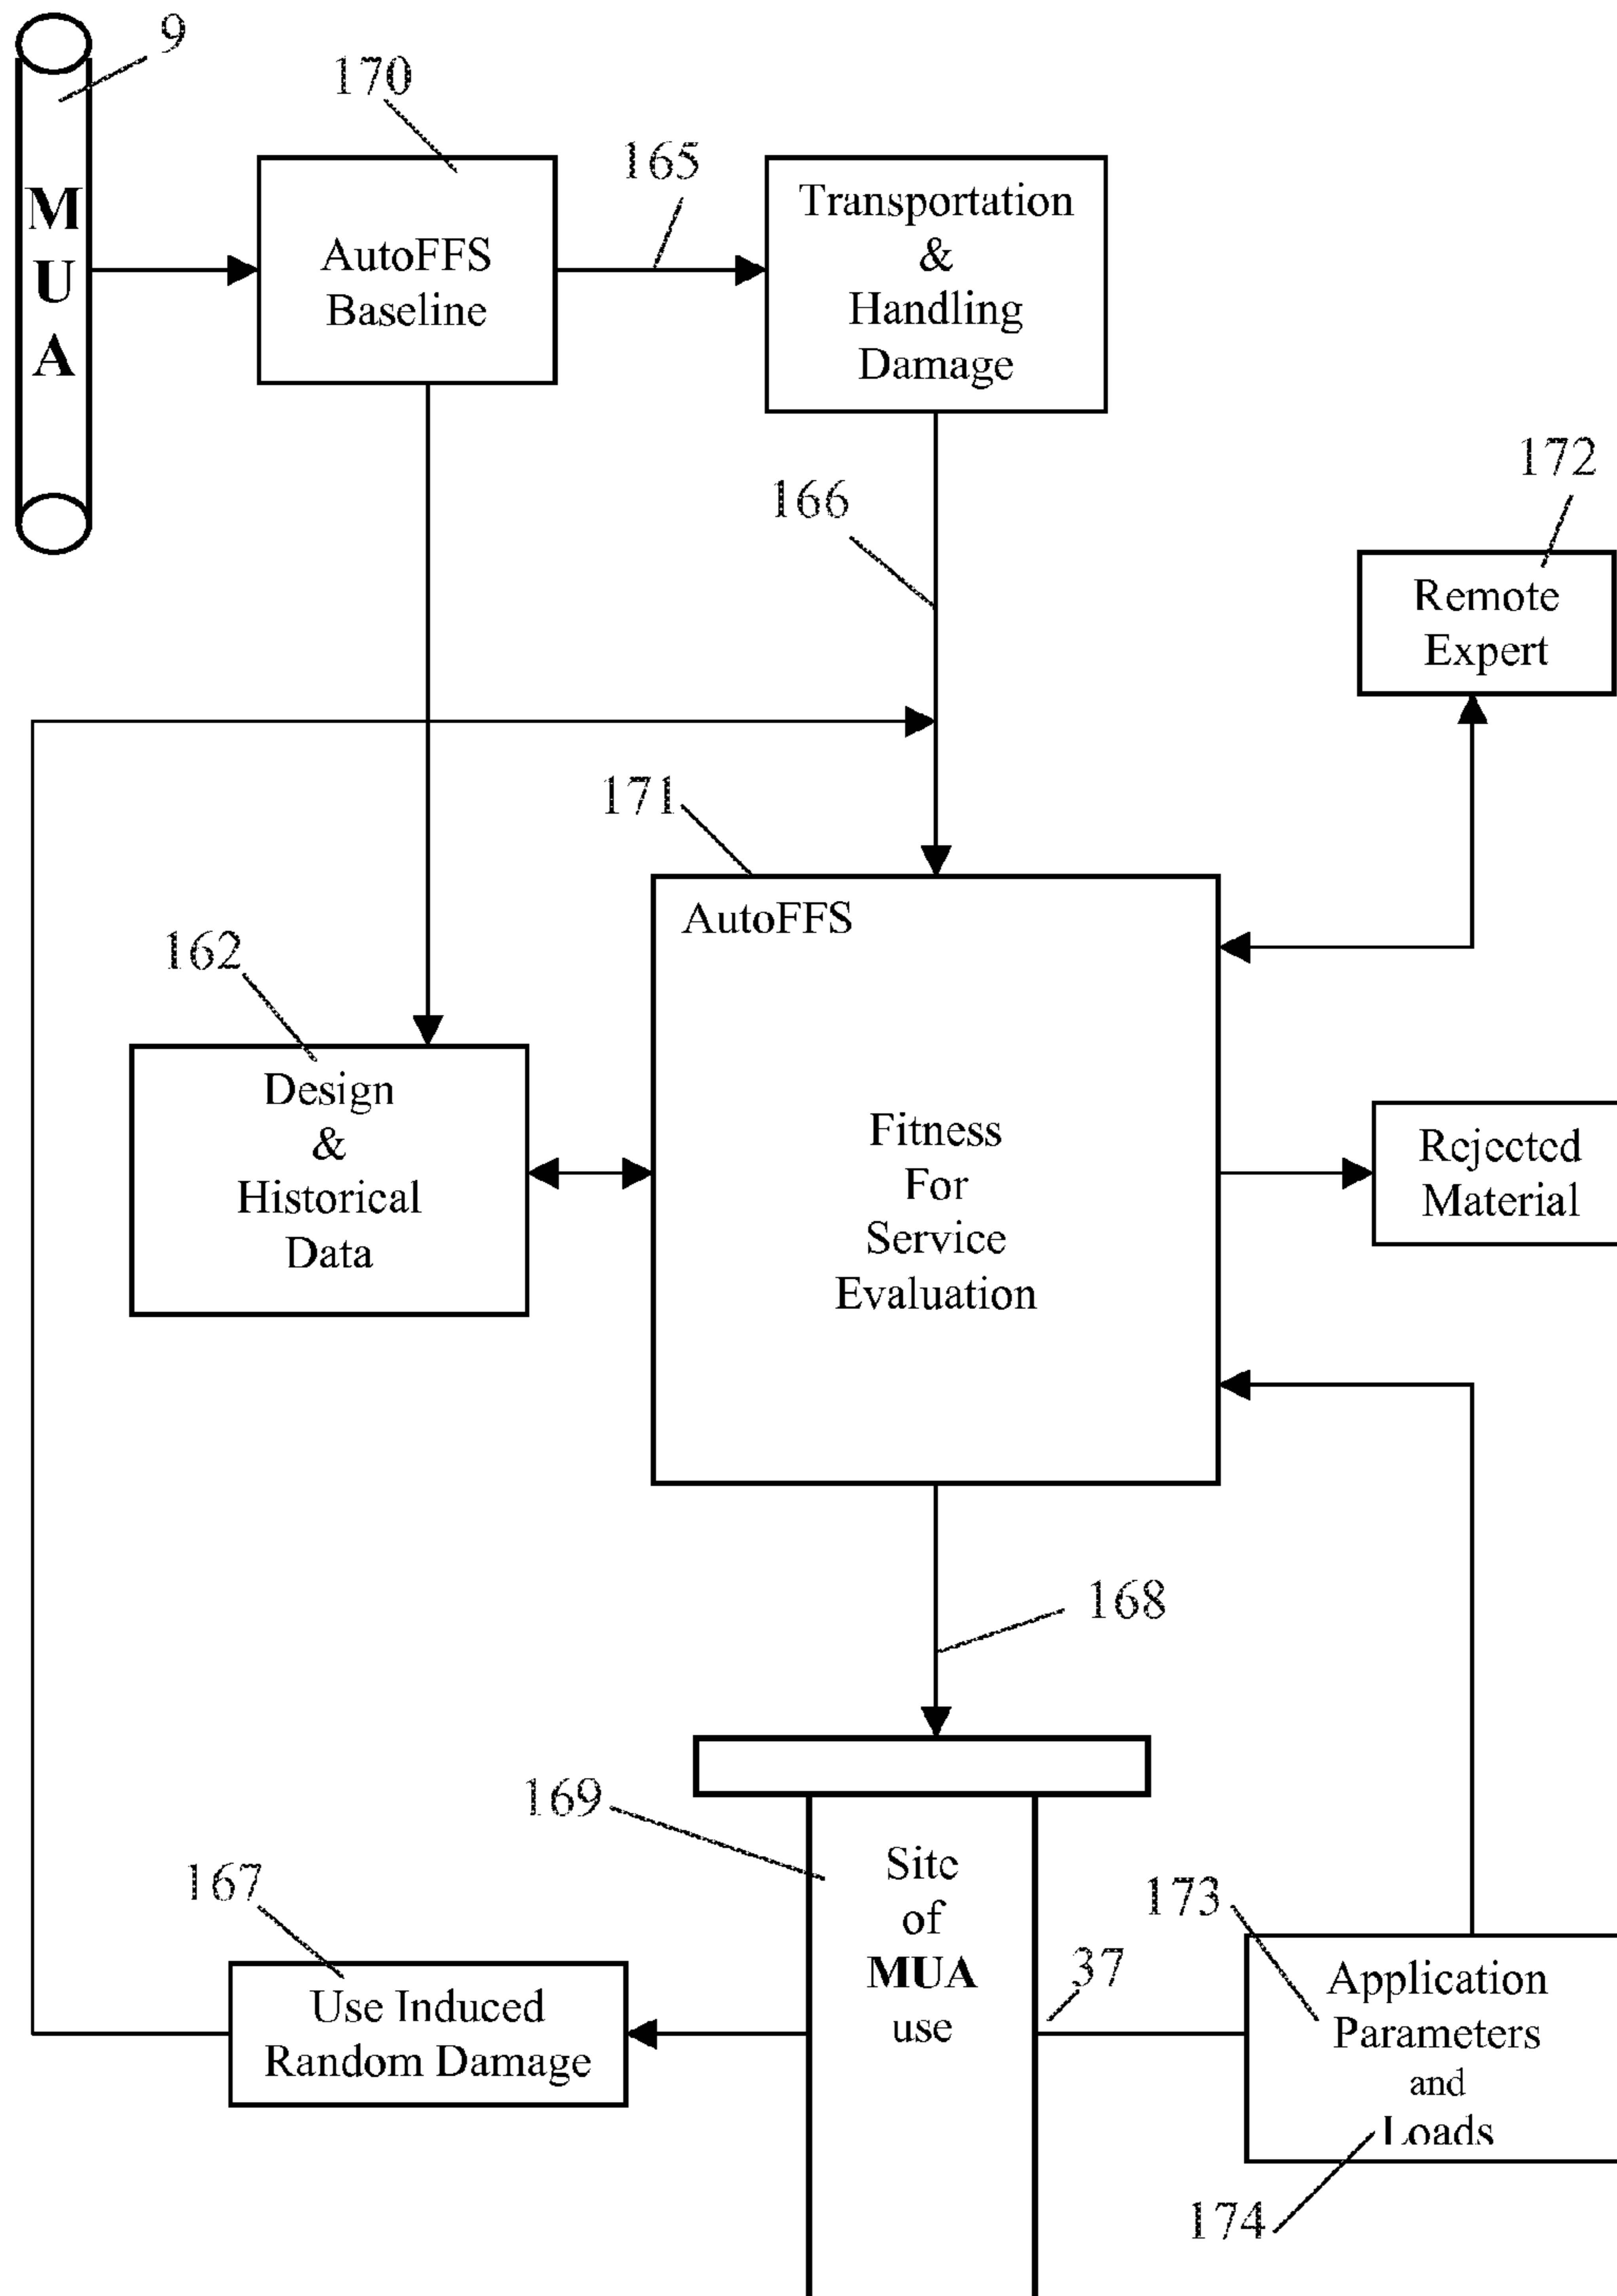 9
170
165
M
U
A
AutoFFS
Baseline
Transportation
&
Handling
Damage
172
166
Remote
Expert
171
AutoFFS
162
Design
&
Historical
Data
Fitness
For
Service
Evaluation
Rejected
Material
168
169
Site
of
MUA
use
167
Use Induced
Random Damage
37
173
Application
Parameters
and
Loads
174